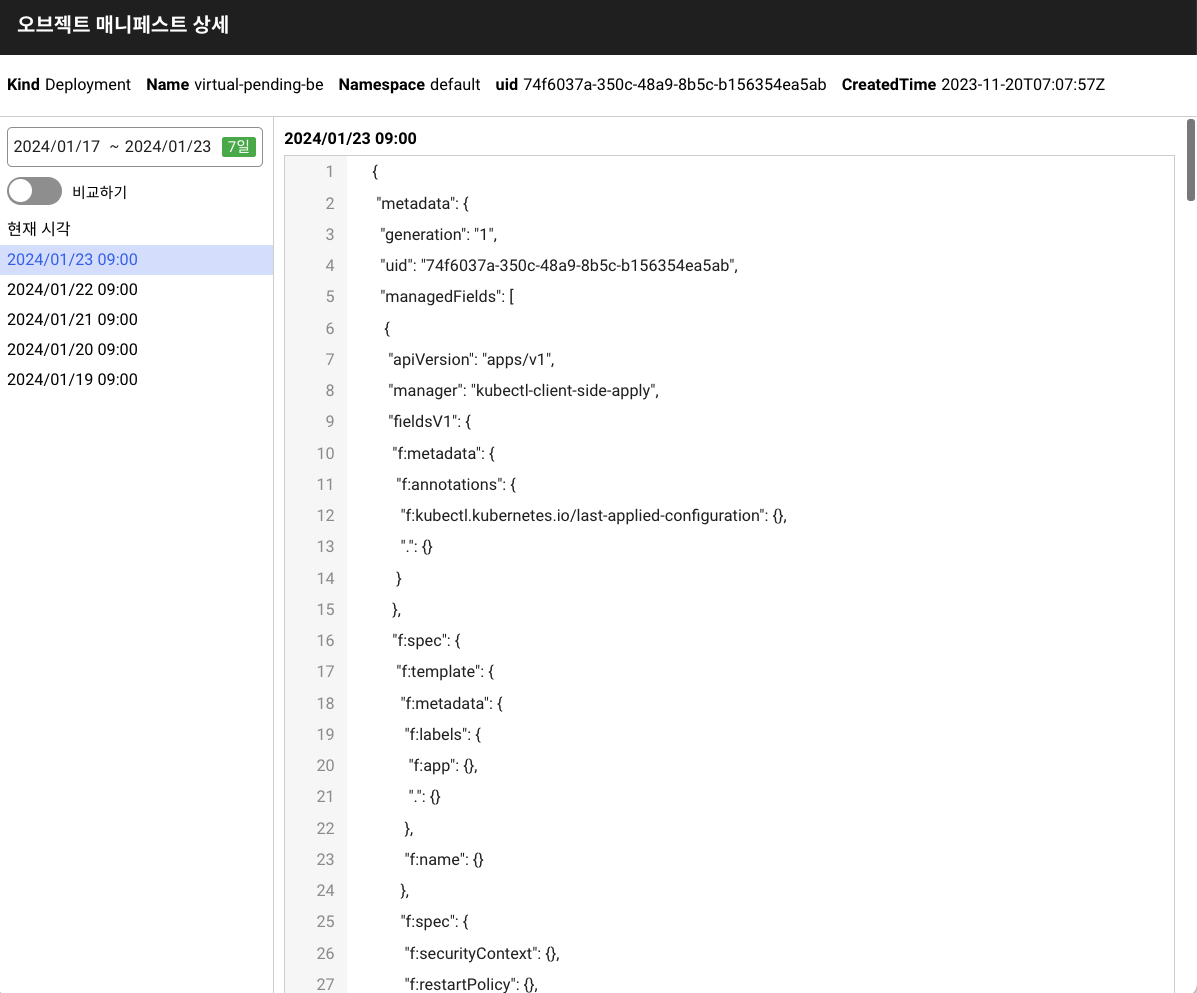 오브젝트 매니페스트 상세
Kind Deployment Name virtual-pending-be Namespace default uid 74f6037a-350c-48a9-8b5c-b156354ea5ab CreatedTime 2023-11-20T07:07:57Z
2024/01/17 ~ 2024/01/23 7일
비교하기
현재 시각
2024/01/23 09:00
2024/01/22 09:00
2024/01/21 09:00
2024/01/20 09:00
2024/01/19 09:00
2024/01/23 09:00
1 {
2 "metadata": {
3 "generation": "1",
4 "uid": "74f6037a-350c-48a9-8b5c-b156354ea5ab",
5 "managedFields": [
6 {
7 "apiVersion": "apps/v1",
8 "manager": "kubectl-client-side-apply",
9 "fieldsV1": {
10 "f:metadata": {
11 "f:annotations": {
12 "f:kubectl.kubernetes.io/last-applied-configuration": {},
13 ".": {}
14 }
15 },
16 "f:spec": {
17 "f:template": {
18 "f:metadata": {
19 "f:labels": {
20 "f:app": {},
21 ".": {}
22 },
23 "f:name": {}
24 },
25 "f:spec": {
26 "f:securityContext": {},
27 "f:restartPolicy": {},